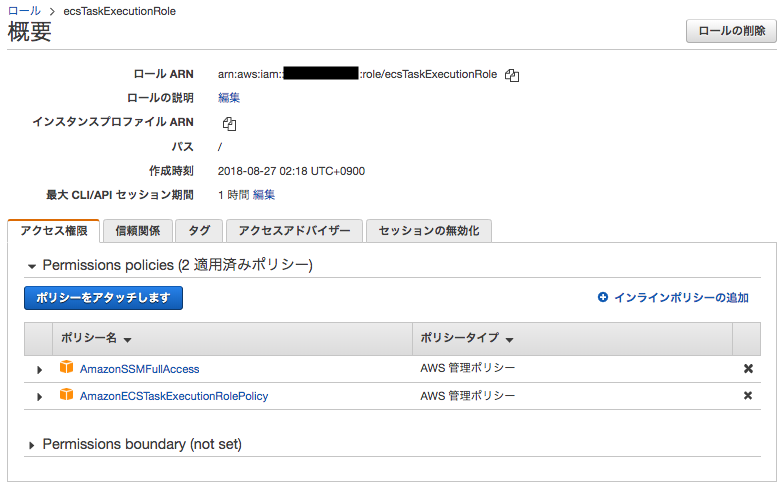 ロール > ecsTaskExecutionRole
概要
ロールの削除
ロール ARN arn:aws:iam:: :role/ecsTaskExecutionRole
ロールの説明 編集
インスタンスプロファイル ARN
パス /
作成時刻 2018-08-27 02:18 UTC+0900
最大 CLI/API セッション期間 1 時間 編集
アクセス権限 信頼関係 タグ アクセスアドバイザー セッションの無効化
Permissions policies (2 適用済みポリシー)
ポリシーをアタッチします インラインポリシーの追加
ポリシー名 ポリシータイプ
AmazonSSMFullAccess AWS 管理ポリシー
AmazonECSTaskExecutionRolePolicy AWS 管理ポリシー
Permissions boundary (not set)